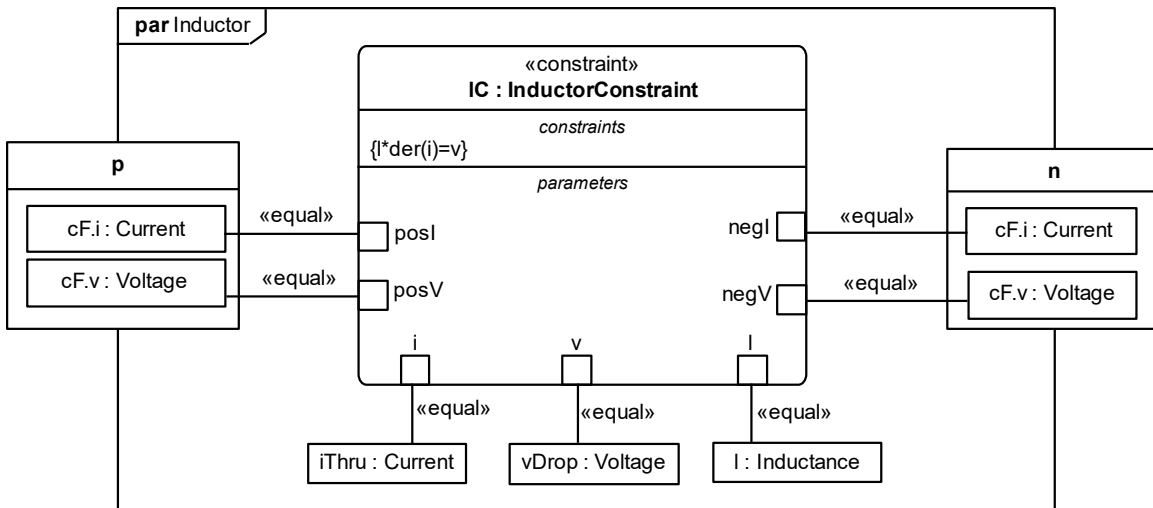 par Inductor
«constraint»
IC : InductorConstraint
constraints
{l*der(i)=v}
parameters
p
cF.i : Current
cF.v : Voltage
«equal»
«equal»
posI
posV
negI
negV
«equal»
«equal»
n
cF.i : Current
cF.v : Voltage
i
v
l
«equal»
«equal»
«equal»
iThru : Current
vDrop : Voltage
l : Inductance